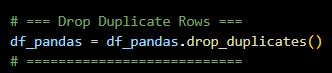 # === Drop Duplicate Rows ===
df_pandas = df_pandas.drop_duplicates()
# ===========================